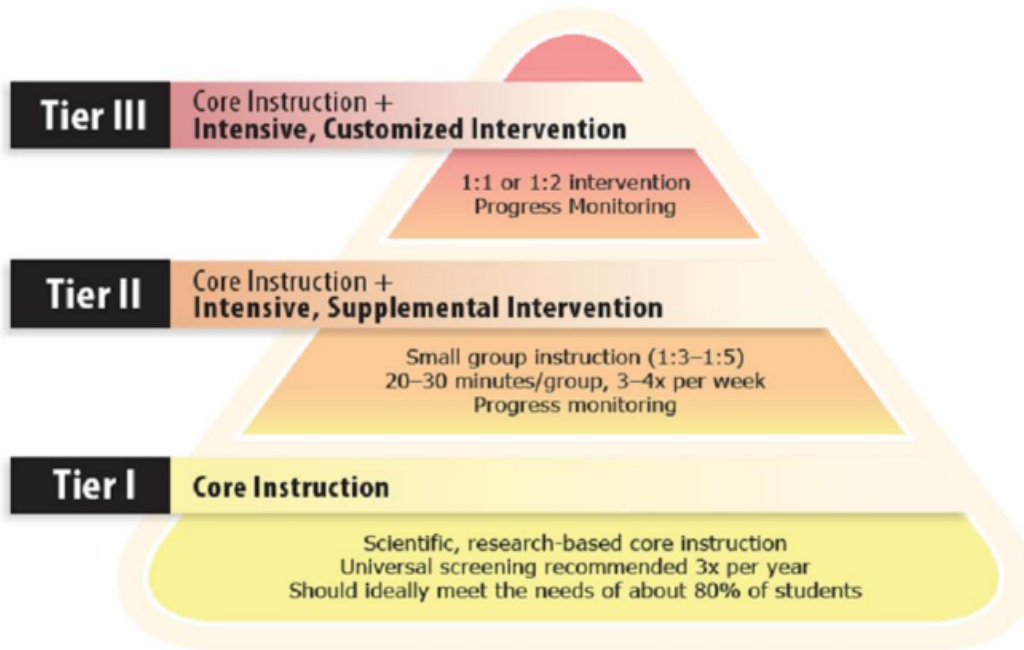 Tier III
Core Instruction +
Intensive, Customized Intervention
1:1 or 1:2 intervention
Progress Monitoring
Tier II
Core Instruction +
Intensive, Supplemental Intervention
Small group instruction (1:3–1:5)
20–30 minutes/group, 3–4x per week
Progress monitoring
Tier I
Core Instruction
Scientific, research-based core instruction
Universal screening recommended 3x per year
Should ideally meet the needs of about 80% of students